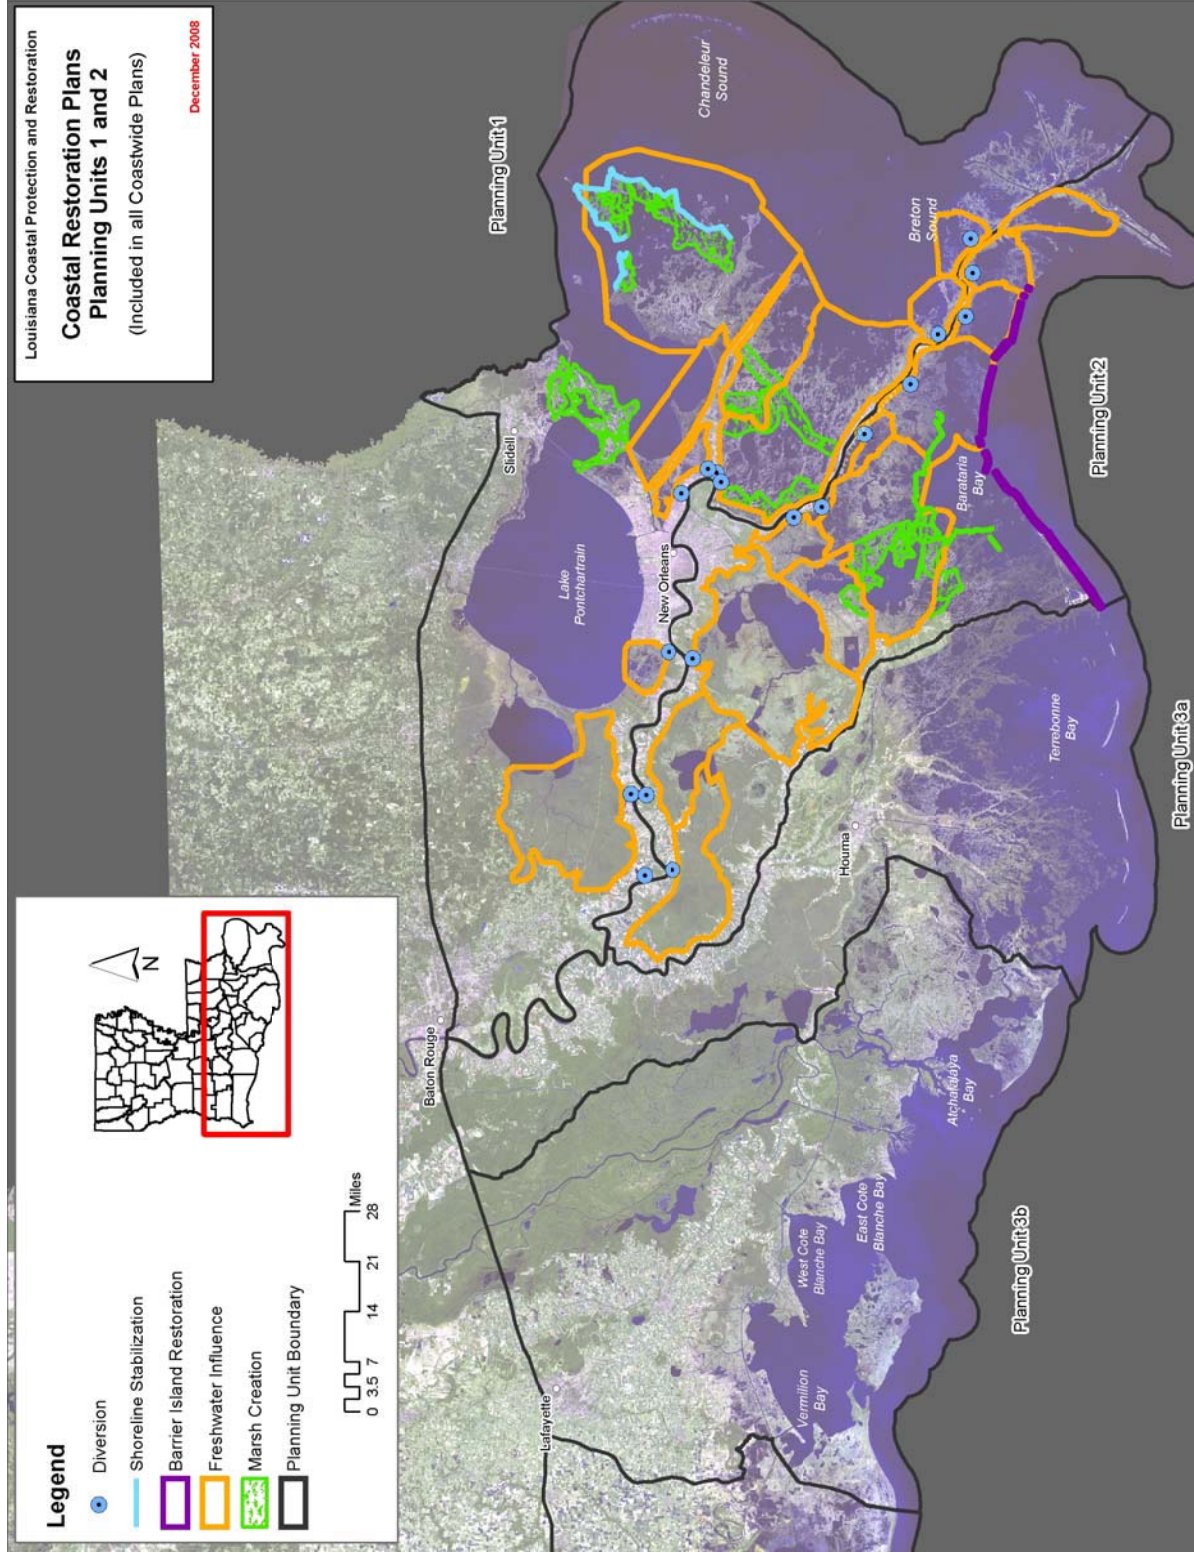 Louisiana Coastal Protection and Restoration
Coastal Restoration Plans
Planning Units 1 and 2
(Included in all Coastwide Plans)
December 2008
Legend
Diversion
Shoreline Stabilization
Barrier Island Restoration
Freshwater Influence
Marsh Creation
Planning Unit Boundary
0 3.5 7 14 21 28
Miles
N
Planning Unit 1
Chandeleur
Sound
Slidell
Lake
Pontchartrain
New Orleans
Breton
Sound
Baton Rouge
Lafayette
Houma
Barataria
Bay
Planning Unit 2
Terrebonne
Bay
Planning Unit 3a
Atchafalaya
Bay
East Cote
Blanche Bay
West Cote
Blanche Bay
Vermilion
Bay
Planning Unit 3b